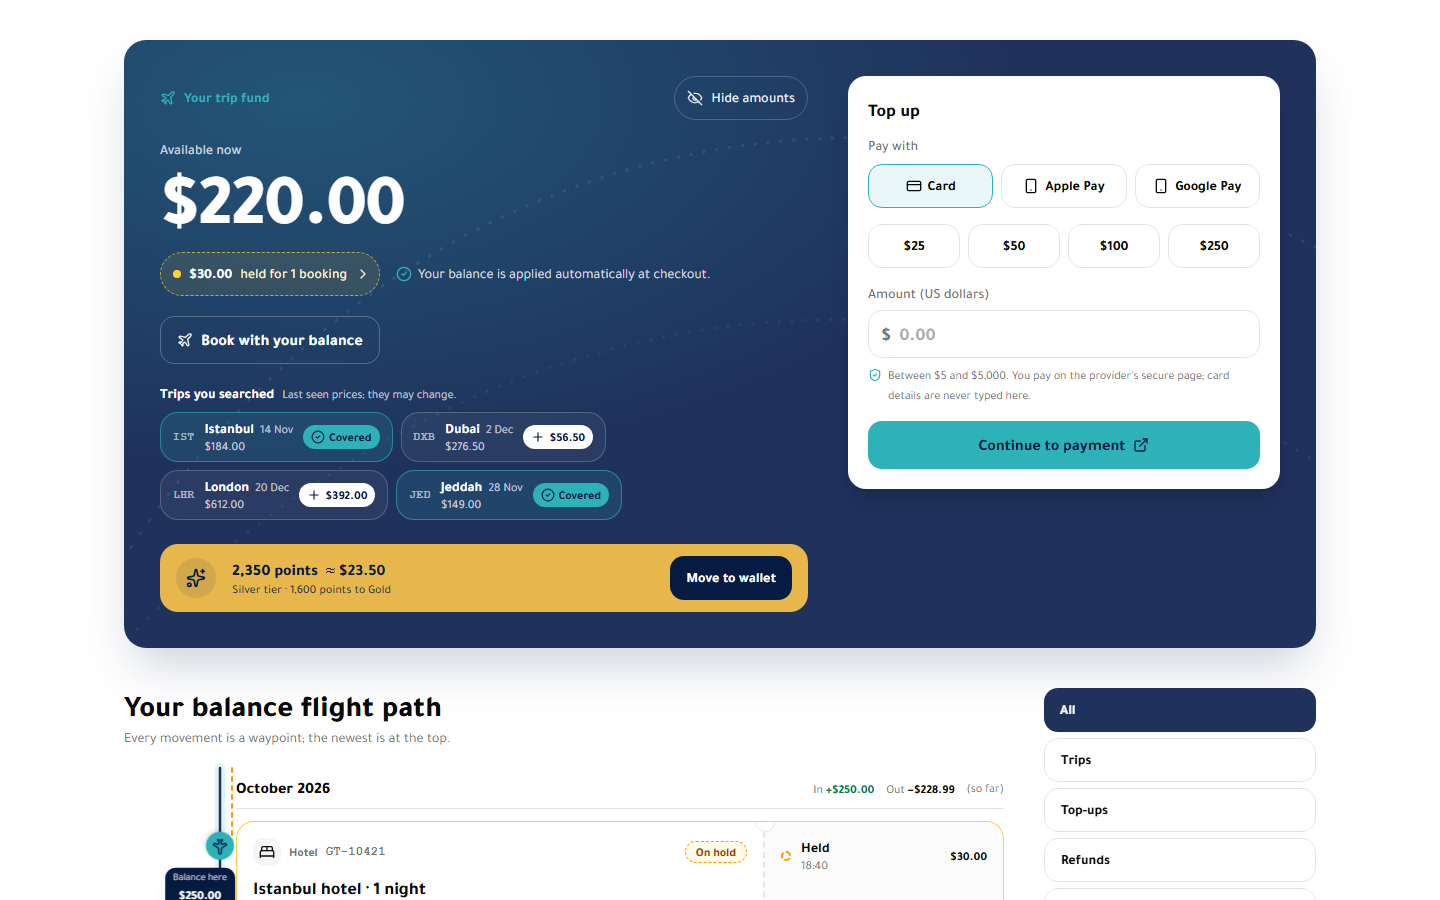 Your trip fund
Hide amounts
Available now
$220.00
$30.00 held for 1 booking
Your balance is applied automatically at checkout.
Book with your balance
Trips you searched Last seen prices; they may change.
IST Istanbul 14 Nov $184.00 Covered
DXB Dubai 2 Dec $276.50 + $56.50
LHR London 20 Dec $612.00 + $392.00
JED Jeddah 28 Nov $149.00 Covered
2,350 points ≈ $23.50
Silver tier · 1,600 points to Gold
Move to wallet
Top up
Pay with
Card
Apple Pay
Google Pay
$25
$50
$100
$250
Amount (US dollars)
$ 0.00
Between $5 and $5,000. You pay on the provider's secure page; card
details are never typed here.
Continue to payment
Your balance flight path
Every movement is a waypoint; the newest is at the top.
October 2026
In +$250.00 Out −$228.99 (so far)
Hotel GT-10421
On hold
Istanbul hotel · 1 night
Held
18:40
$30.00
Balance here
$250.00
All
Trips
Top-ups
Refunds